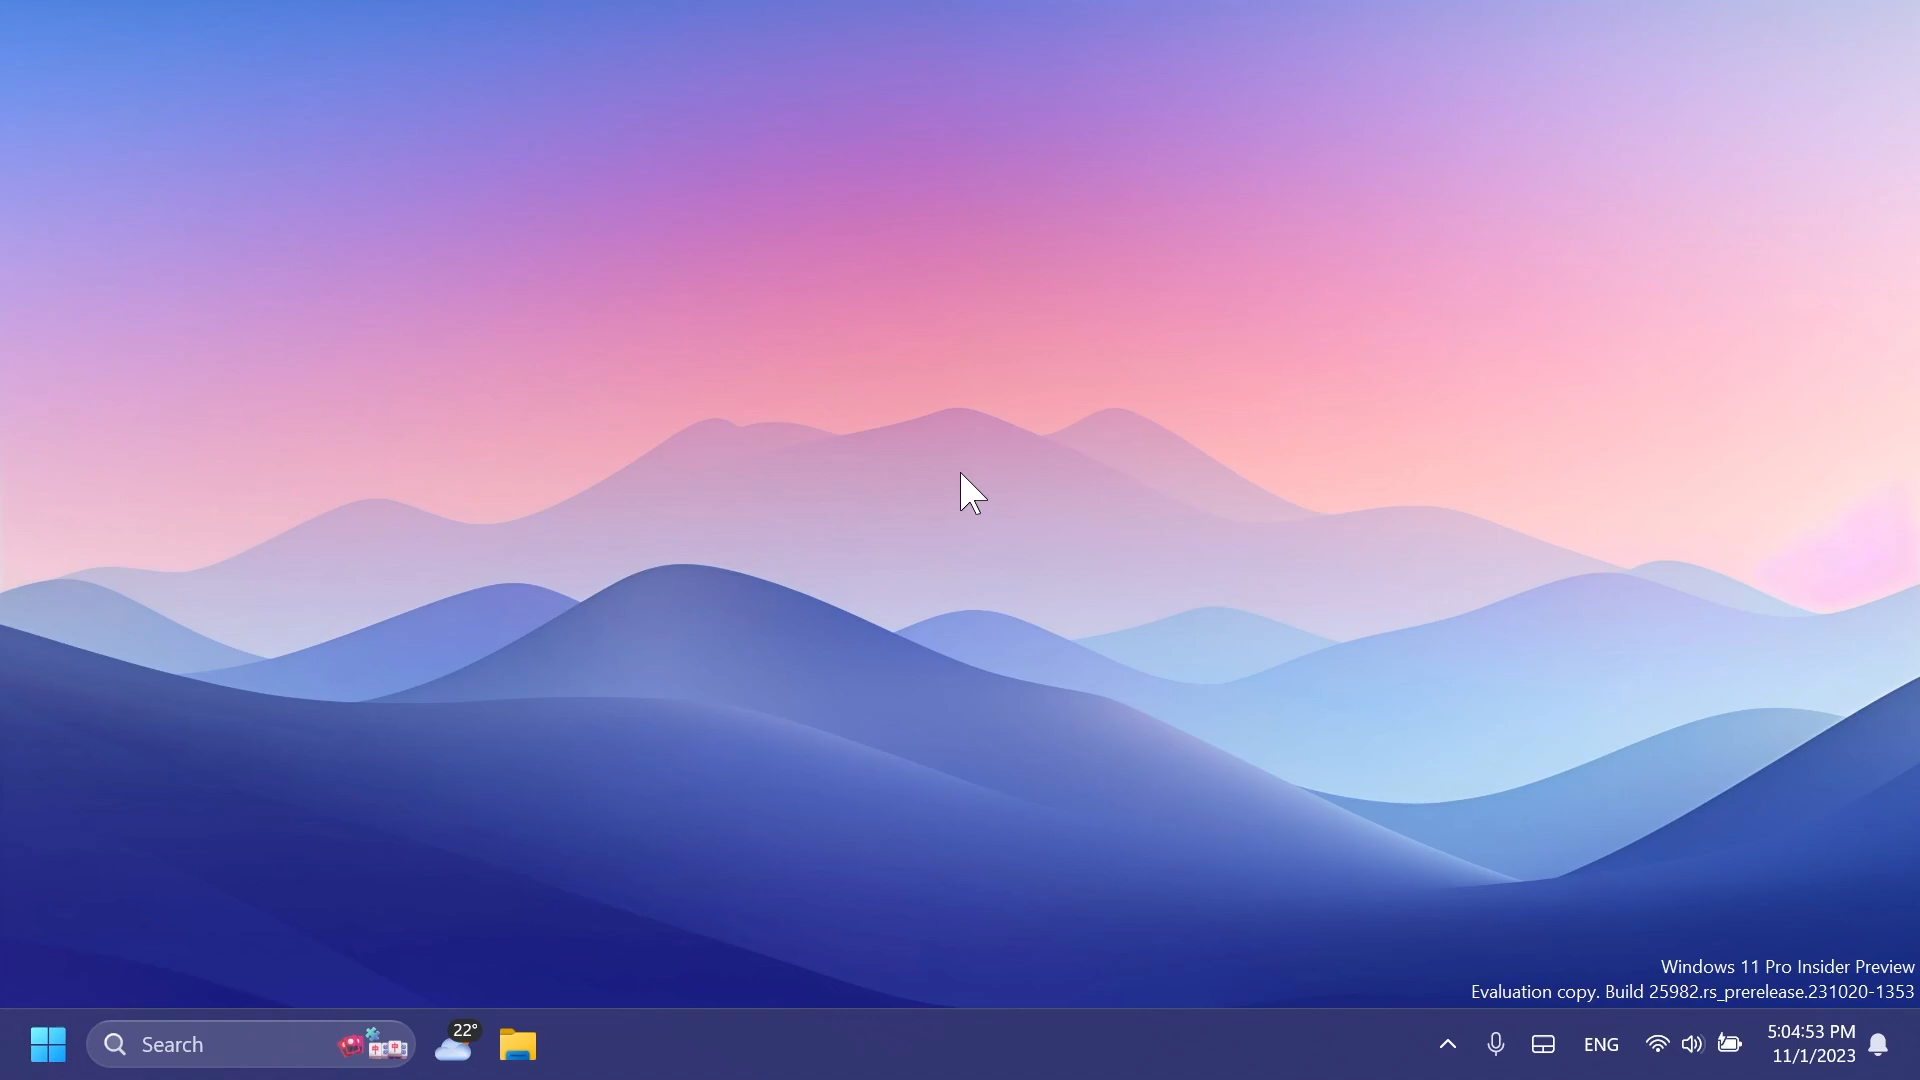 Windows 11 Pro Insider Preview
Evaluation copy. Build 25982.rs_prerelease.231020-1353
Search
22°
ENG
5:04:53 PM
11/1/2023